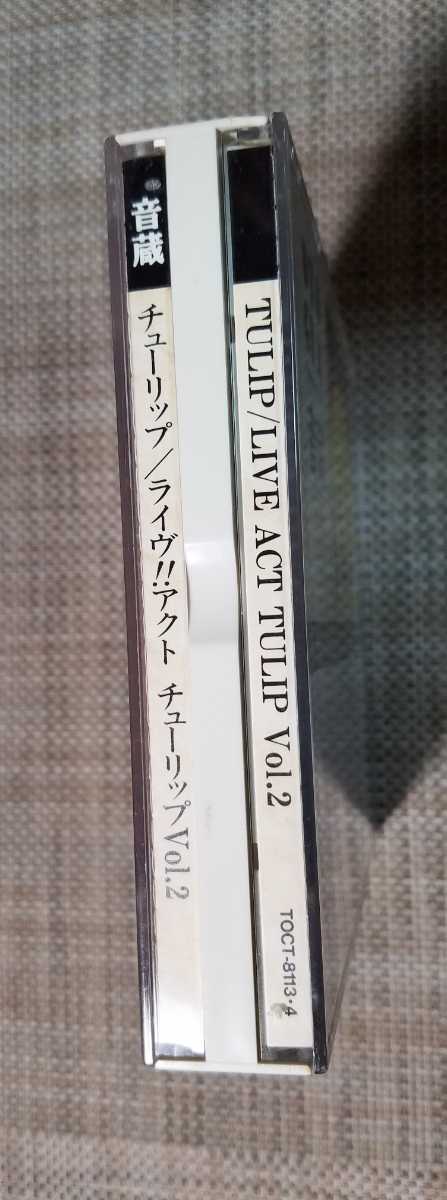 音蔵
チューリップ/ライヴ!!アクト チューリップVol.2
TULIP/LIVE ACT TULIP Vol.2
TOCT-8113・4